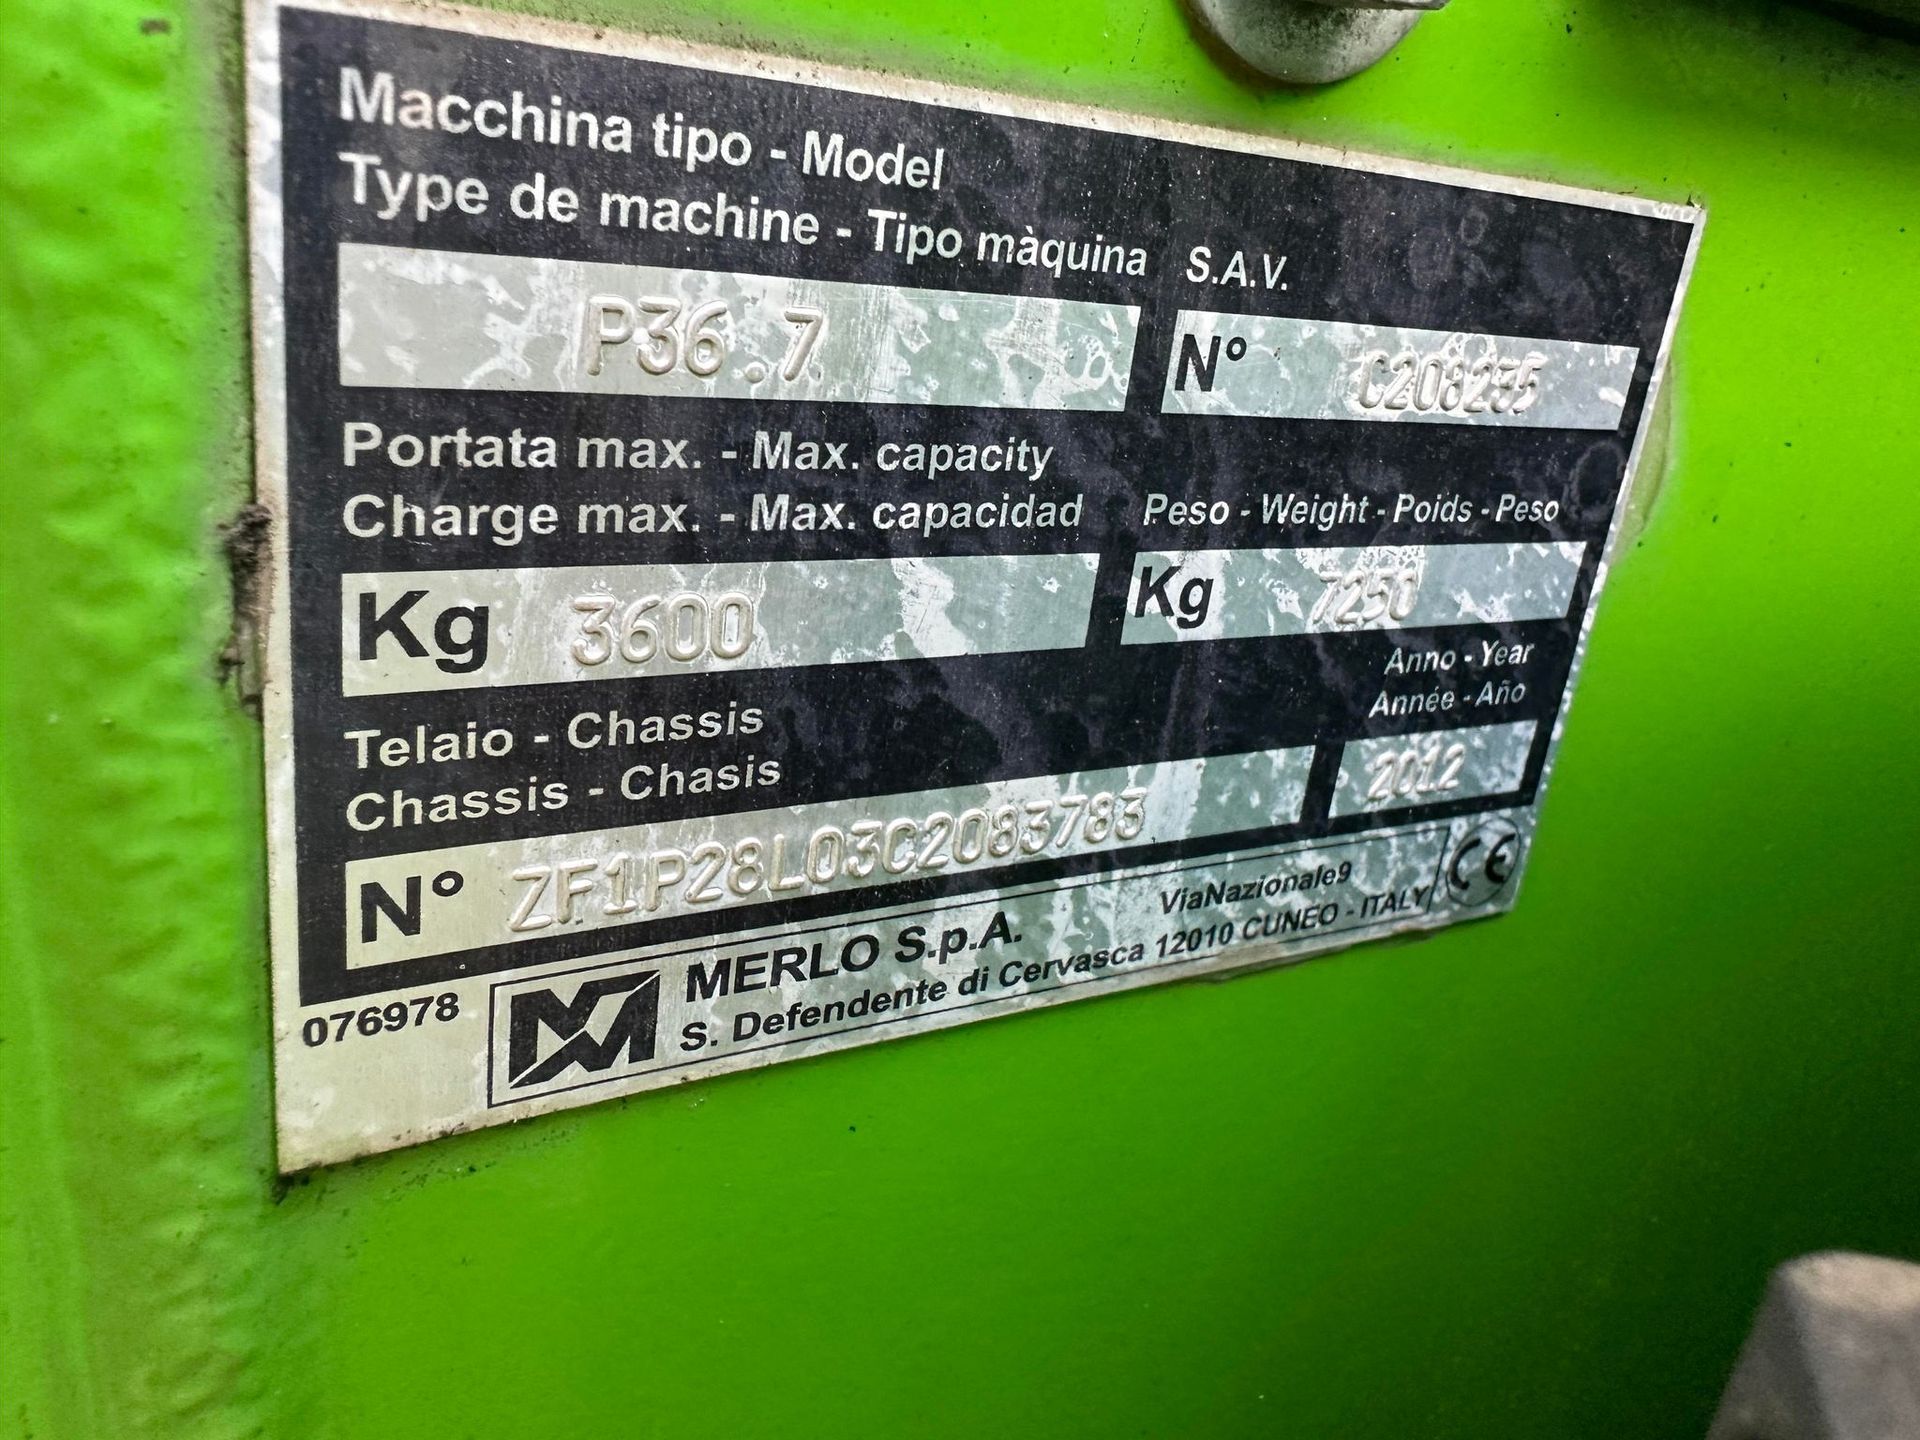 Macchina tipo - Model
Type de machine - Tipo màquina S.A.V.
P36.7 N° C208235
Portata max. - Max. capacity
Charge max. - Max. capacidad Peso - Weight - Poids - Peso
Kg 3600 Kg 7250
Anno - Year
Telaio - Chassis Année - Año
Chassis - Chasis 2012
N° ZF1P28L03C2083783
MERLO S.p.A. ViaNazionale9 CE
076978 S. Defendente di Cervasca 12010 CUNEO - ITALY